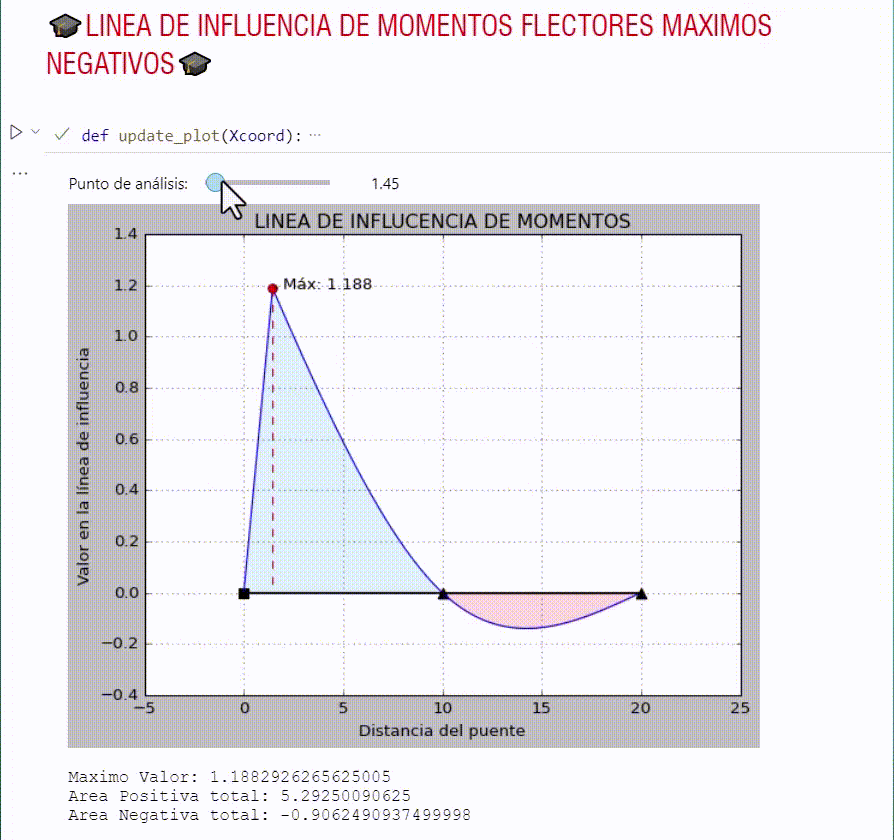 🎓LINEA DE INFLUENCIA DE MOMENTOS FLECTORES MAXIMOS
NEGATIVOS🎓
def update_plot(Xcoord): ···
Punto de análisis: 1.45
LINEA DE INFLUCENCIA DE MOMENTOS
1.4
Máx: 1.188
1.2
1.0
0.8
0.6
0.4
0.2
0.0
−0.2
−0.4
Valor en la línea de influencia
−5 0 5 10 15 20 25
Distancia del puente
Maximo Valor: 1.1882926265625005
Area Positiva total: 5.29250090625
Area Negativa total: -0.9062490937499998